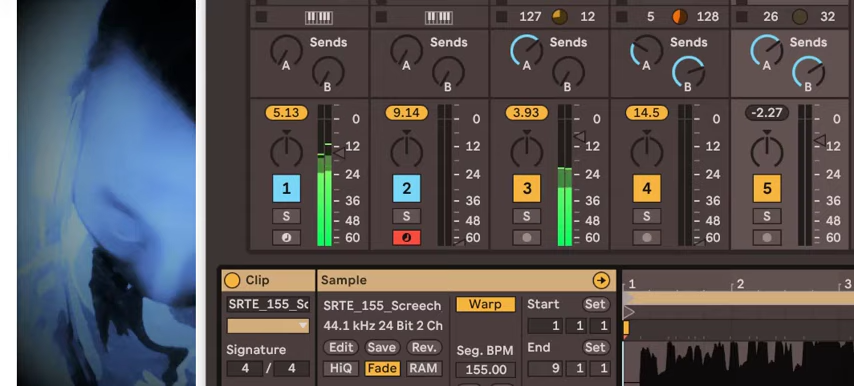 127 12 5 128 26 32
Sends Sends Sends Sends Sends
A A A A A
B B B B B
5.13 9.14 3.93 14.5 -2.27
0 0 0 0 0
12 12 12 12 12
24 24 24 24 24
1 2 3 4 5
36 36 36 36 36
S S S S S
48 48 48 48 48
60 60 60 60 60
Clip Sample 1 2 3
SRTE_155_Sc SRTE_155_Screech Warp Start Set
44.1 kHz 24 Bit 2 Ch 1 1 1
Signature Edit Save Rev. Seg. BPM End Set
4 / 4 HiQ Fade RAM 155.00 9 1 1